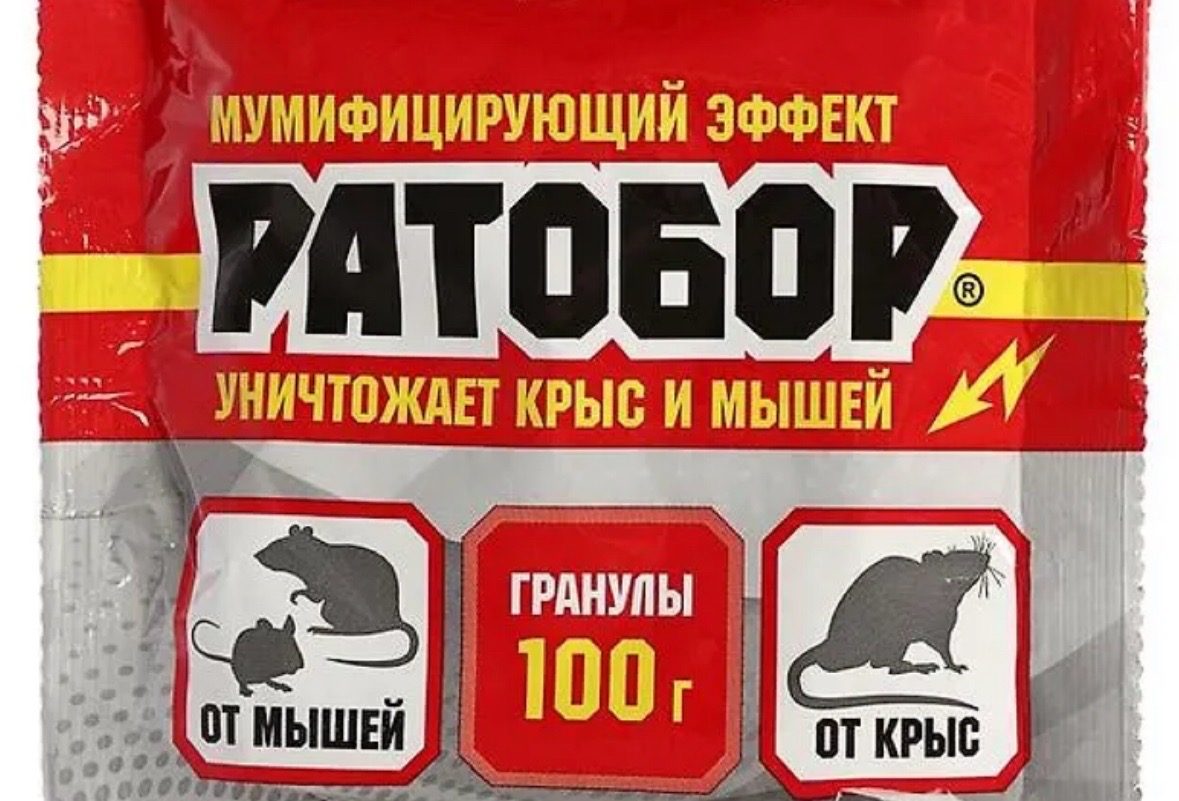 МУМИФИЦИРУЮЩИЙ ЭФФЕКТ
РАТОБОР®
УНИЧТОЖАЕТ КРЫС И МЫШЕЙ
ОТ МЫШЕЙ
ГРАНУЛЫ
100 г
ОТ КРЫС